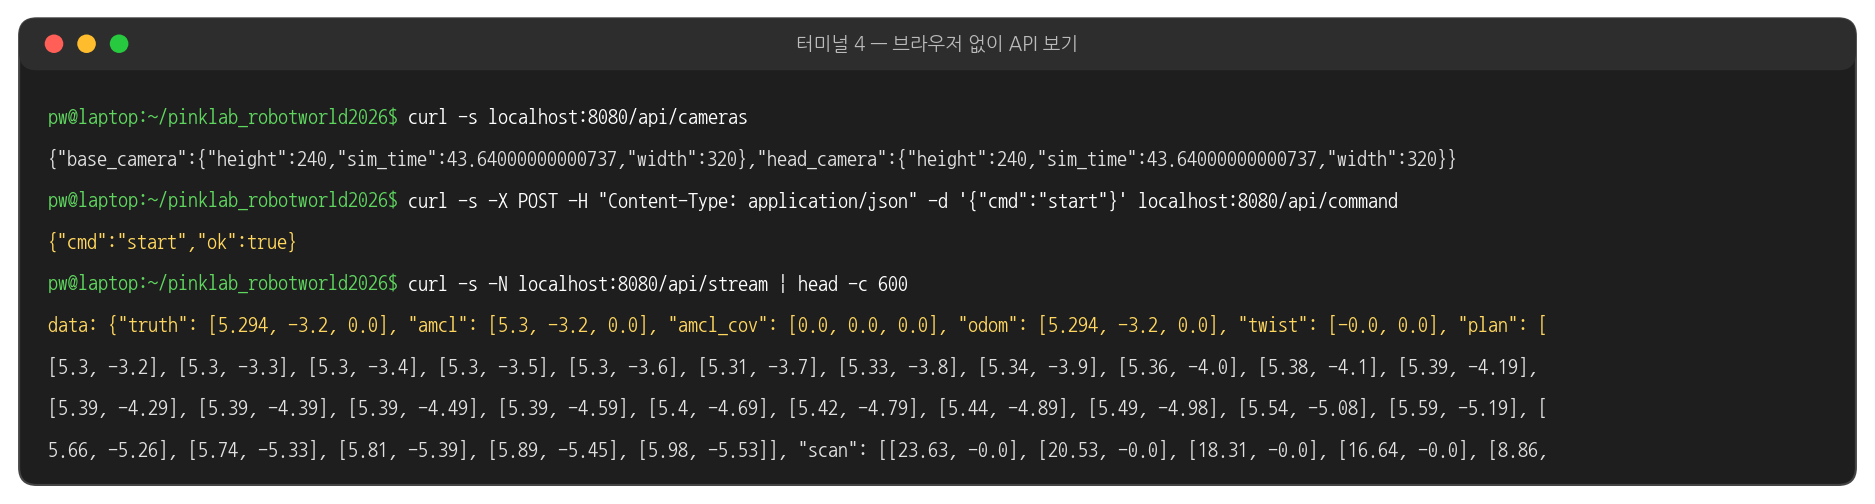 터미널 4 — 브라우저 없이 API 보기
pw@laptop:~/pinklab_robotworld2026$ curl -s localhost:8080/api/cameras
{"base_camera":{"height":240,"sim_time":43.64000000000737,"width":320},"head_camera":{"height":240,"sim_time":43.64000000000737,"width":320}}
pw@laptop:~/pinklab_robotworld2026$ curl -s -X POST -H "Content-Type: application/json" -d '{"cmd":"start"}' localhost:8080/api/command
{"cmd":"start","ok":true}
pw@laptop:~/pinklab_robotworld2026$ curl -s -N localhost:8080/api/stream | head -c 600
data: {"truth": [5.294, -3.2, 0.0], "amcl": [5.3, -3.2, 0.0], "amcl_cov": [0.0, 0.0, 0.0], "odom": [5.294, -3.2, 0.0], "twist": [-0.0, 0.0], "plan": [
[5.3, -3.2], [5.3, -3.3], [5.3, -3.4], [5.3, -3.5], [5.3, -3.6], [5.31, -3.7], [5.33, -3.8], [5.34, -3.9], [5.36, -4.0], [5.38, -4.1], [5.39, -4.19],
[5.39, -4.29], [5.39, -4.39], [5.39, -4.49], [5.39, -4.59], [5.4, -4.69], [5.42, -4.79], [5.44, -4.89], [5.49, -4.98], [5.54, -5.08], [5.59, -5.19], [
5.66, -5.26], [5.74, -5.33], [5.81, -5.39], [5.89, -5.45], [5.98, -5.53]], "scan": [[23.63, -0.0], [20.53, -0.0], [18.31, -0.0], [16.64, -0.0], [8.86,